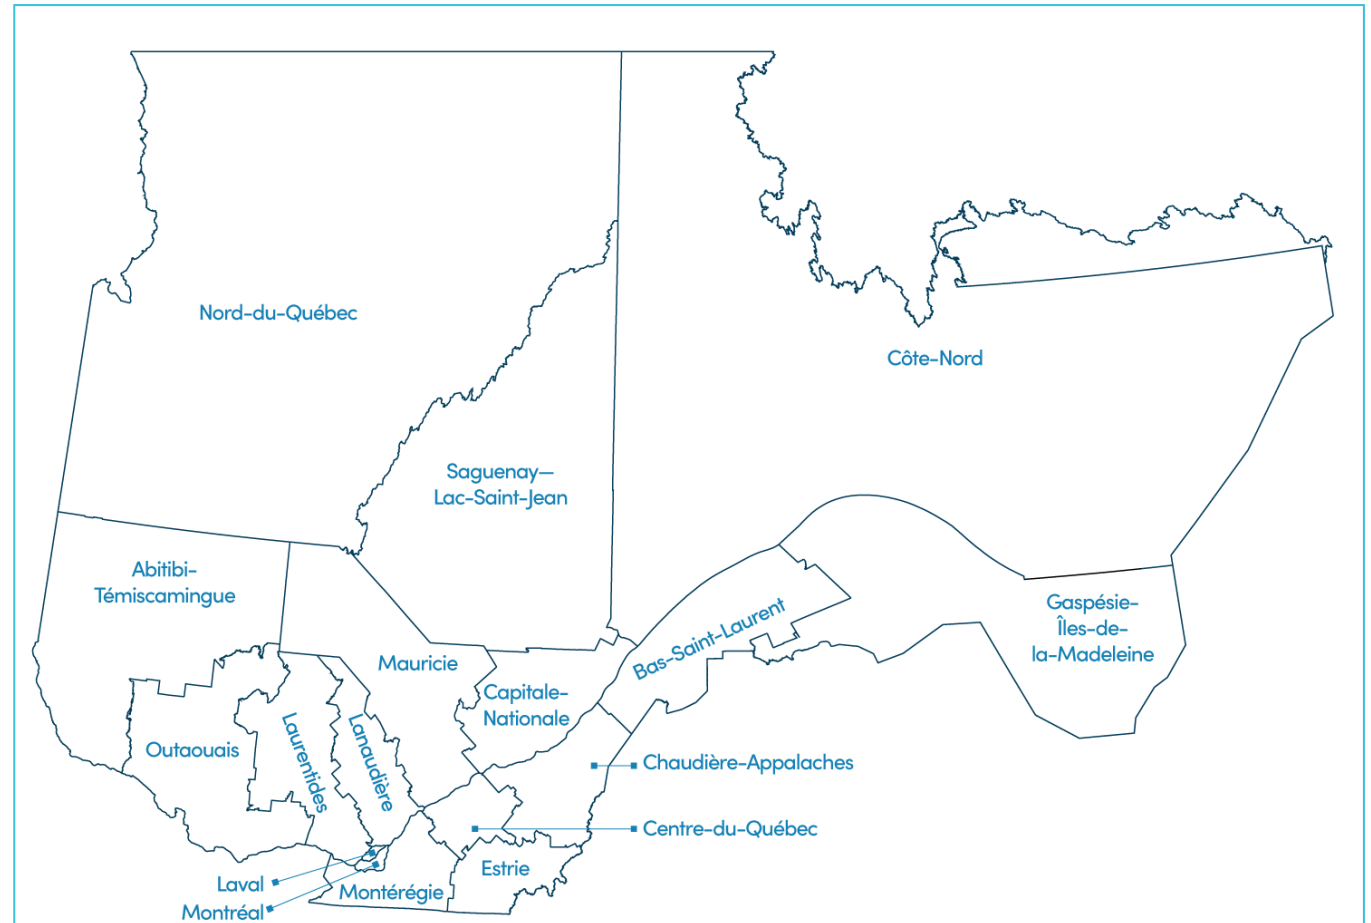 Nord-du-Québec
Côte-Nord
Saguenay—
Lac-Saint-Jean
Abitibi-
Témiscamingue
Bas-Saint-Laurent
Gaspésie-
Îles-de-
la-Madeleine
Mauricie
Capitale-
Nationale
Outaouais
Laurentides
Lanaudière
Chaudière-Appalaches
Centre-du-Québec
Estrie
Laval
Montérégie
Montréal